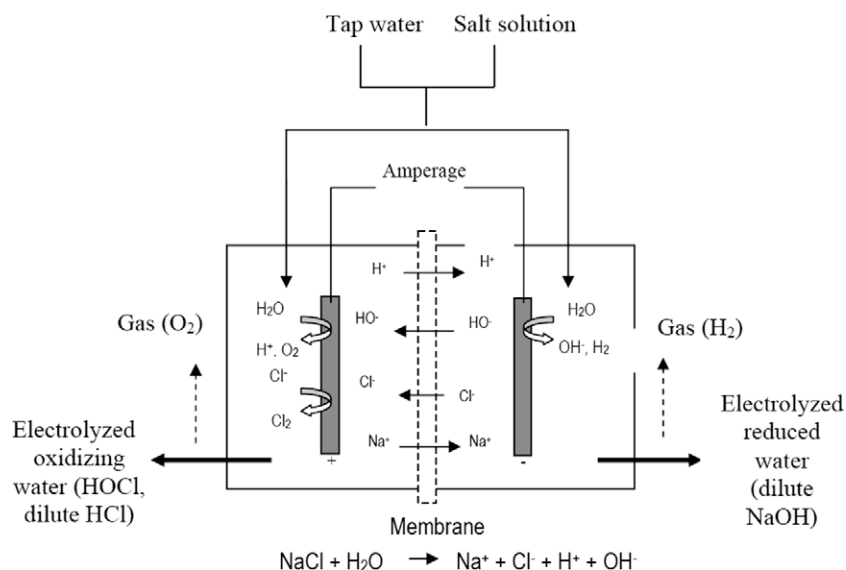 Tap water
Salt solution
Amperage
H⁺
H⁺
H₂O
H₂O
Gas (O₂)
HO⁻
HO⁻
Gas (H₂)
H⁺, O₂
OH⁻, H₂
Cl⁻
Cl⁻
Cl⁻
Cl₂
Electrolyzed
oxidizing
water (HOCl,
dilute HCl)
Na⁺
Na⁺
+
-
Electrolyzed
reduced
water
(dilute
NaOH)
Membrane
NaCl + H₂O → Na⁺ + Cl⁻ + H⁺ + OH⁻